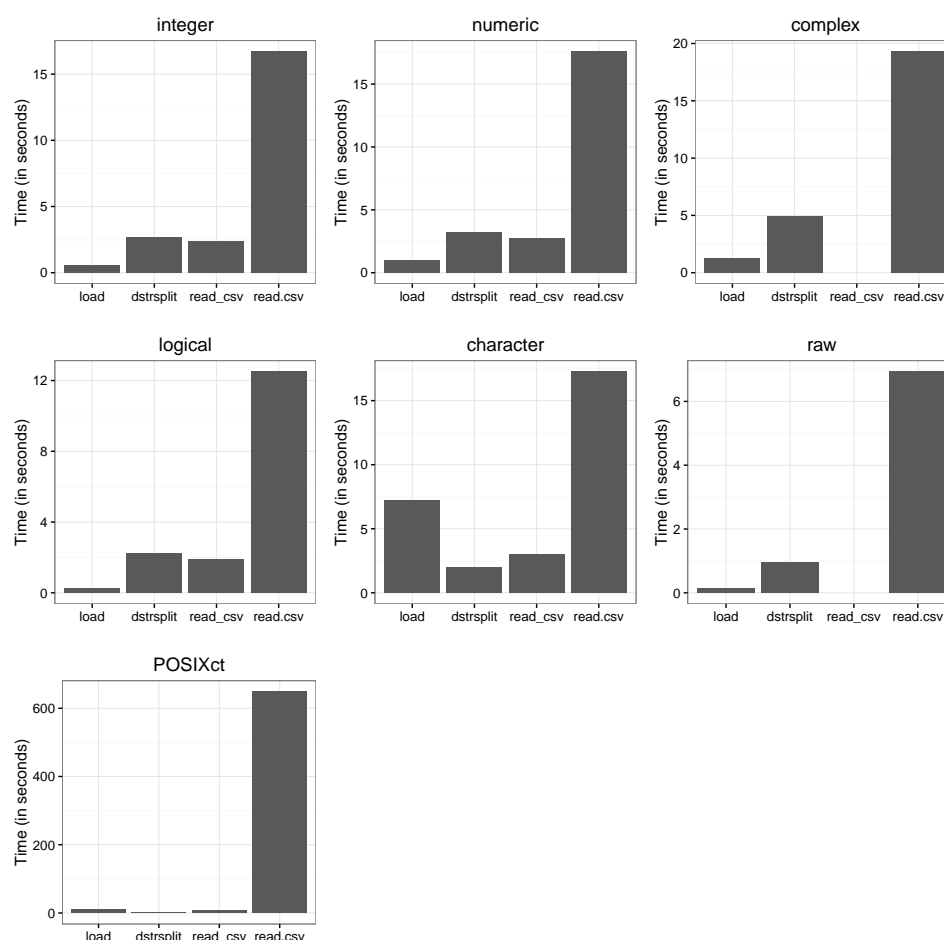 integer
Time (in seconds)
15
10
5
0
load dstrsplit read_csv read.csv
numeric
Time (in seconds)
15
10
5
0
load dstrsplit read_csv read.csv
complex
Time (in seconds)
20
15
10
5
0
load dstrsplit read_csv read.csv
logical
Time (in seconds)
12
8
4
0
load dstrsplit read_csv read.csv
character
Time (in seconds)
15
10
5
0
load dstrsplit read_csv read.csv
raw
Time (in seconds)
6
4
2
0
load dstrsplit read_csv read.csv
POSIXct
Time (in seconds)
600
400
200
0
load dstrsplit read_csv read.csv